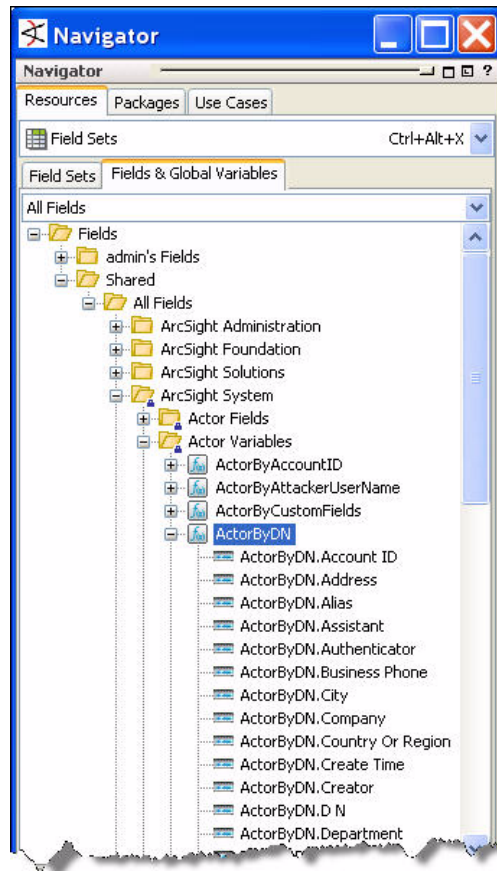 Navigator
Navigator ?
Resources Packages Use Cases
Field Sets Ctrl+Alt+X
Field Sets Fields & Global Variables
All Fields
Fields
admin's Fields
Shared
All Fields
ArcSight Administration
ArcSight Foundation
ArcSight Solutions
ArcSight System
Actor Fields
Actor Variables
ActorByAccountID
ActorByAttackerUserName
ActorByCustomFields
ActorByDN
ActorByDN.Account ID
ActorByDN.Address
ActorByDN.Alias
ActorByDN.Assistant
ActorByDN.Authenticator
ActorByDN.Business Phone
ActorByDN.City
ActorByDN.Company
ActorByDN.Country Or Region
ActorByDN.Create Time
ActorByDN.Creator
ActorByDN.D N
ActorByDN.Department